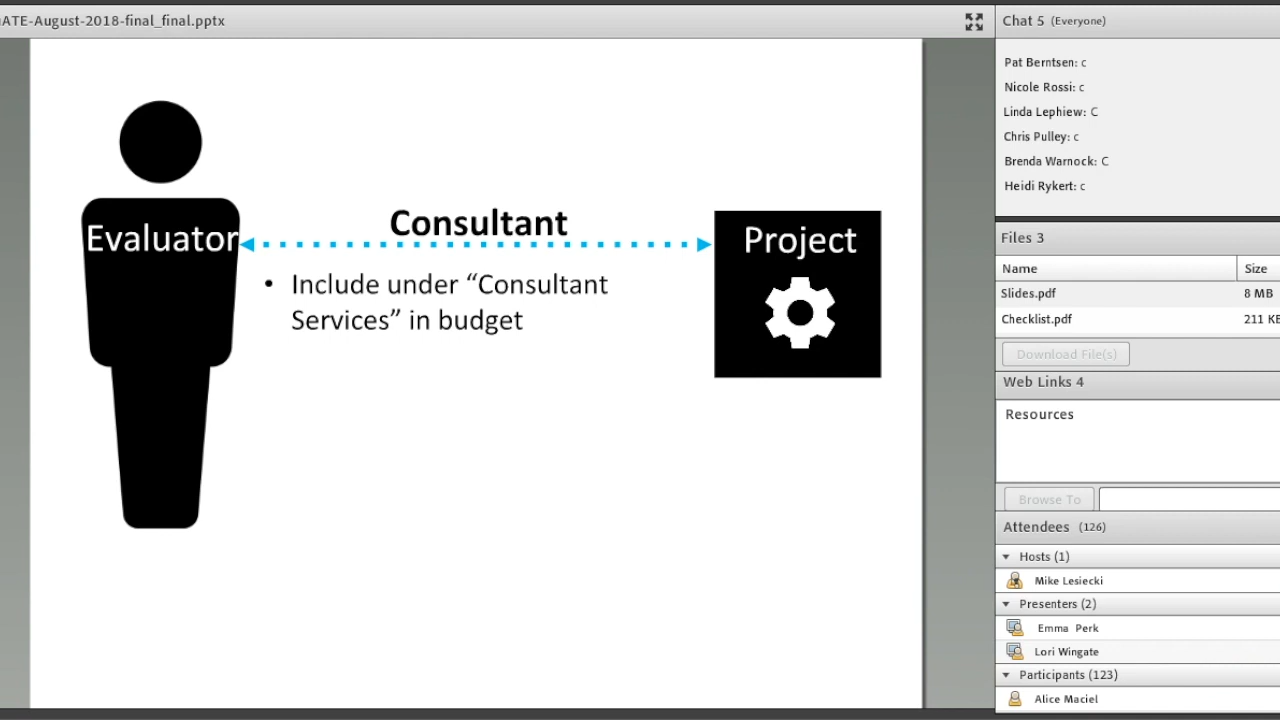 ATE-August-2018-final_final.pptx
Evaluator
Consultant
• Include under “Consultant
Services” in budget
Project
Chat 5 (Everyone)
Pat Berntsen: c
Nicole Rossi: c
Linda Lephiew: C
Chris Pulley: c
Brenda Warnock: C
Heidi Rykert: c
Files 3
Name Size
Slides.pdf 8 MB
Checklist.pdf 211 KB
Download File(s)
Web Links 4
Resources
Browse To
Attendees (126)
Hosts (1)
Mike Lesiecki
Presenters (2)
Emma Perk
Lori Wingate
Participants (123)
Alice Maciel